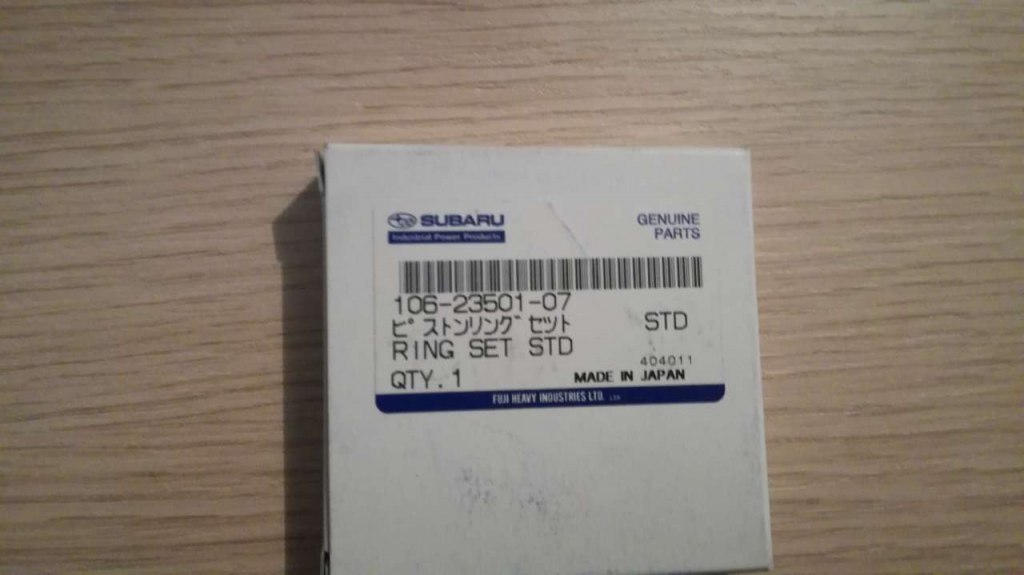 SUBARU
Industrial Power Products
GENUINE
PARTS
106-23501-07
ピストンリングセット STD
RING SET STD
404011
QTY.1 MADE IN JAPAN
FUJI HEAVY INDUSTRIES LTD.